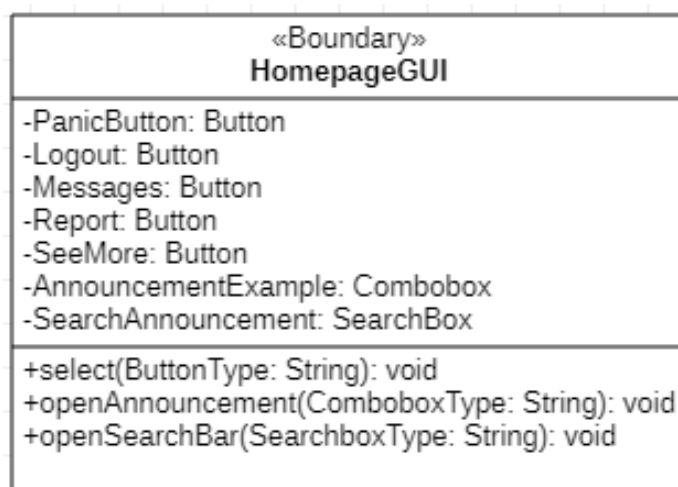 «Boundary»
HomepageGUI
-PanicButton: Button
-Logout: Button
-Messages: Button
-Report: Button
-SeeMore: Button
-AnnouncementExample: Combobox
-SearchAnnouncement: SearchBox
+select(ButtonType: String): void
+openAnnouncement(ComboboxType: String): void
+openSearchBar(SearchboxType: String): void